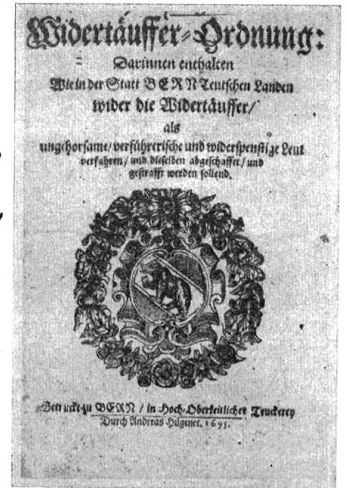 Widertäuffer-Ordnung:
Darinnen enthalten
Wie in der Statt BERN Teutschen Landen
wider die Widertäuffer/
als
ungehorsame/verführerische und widerspenstige Leut
verfahren/und dieselben abgeschaffet/und
gestrafft werden sollend.
Getruckt zu BERN/in Hoch-Oberkeitlicher Truckerey
Durch Andreas Hügenet. 1695.